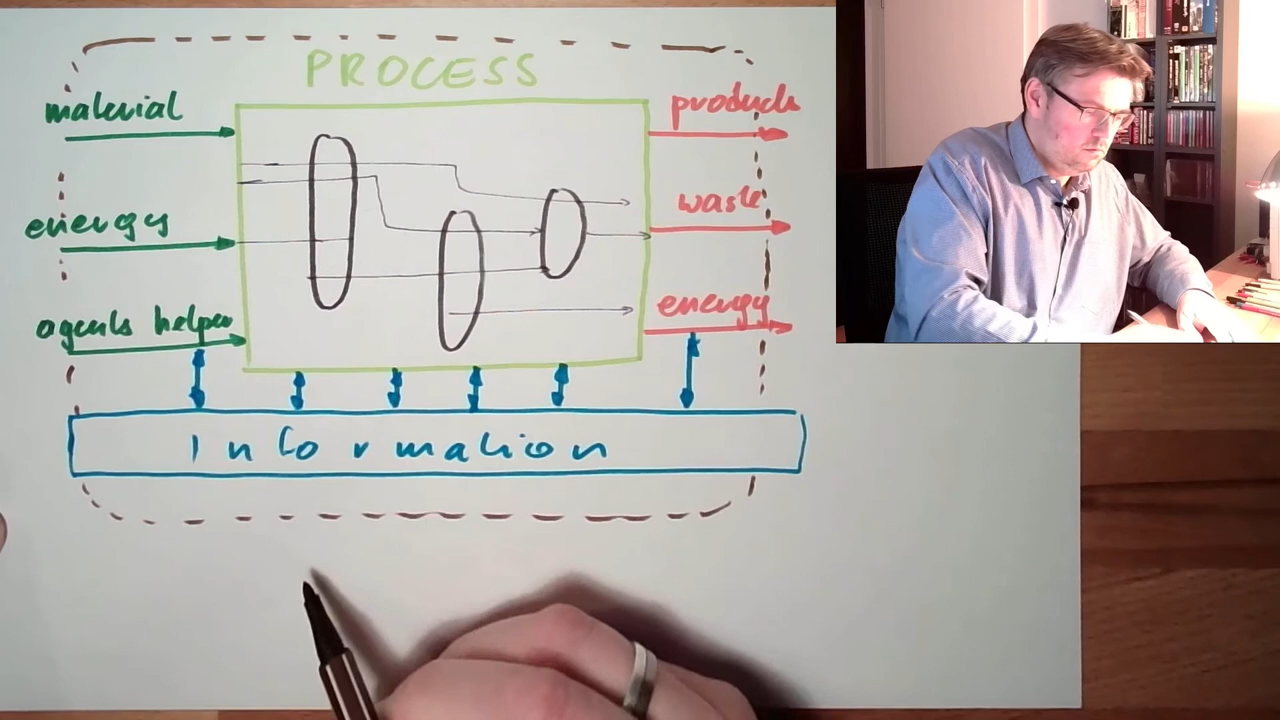 PROCESS
material
products
energy
waste
agents helper
energy
Information